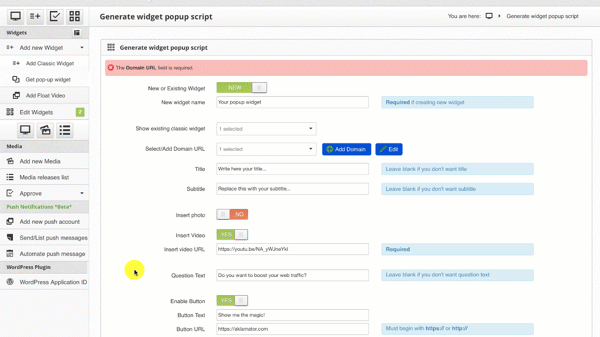 Generate widget popup script
You are here:
Generate widget popup script
Widgets
Add new Widget
Add Classic Widget
Get pop-up widget
Add Float Video
Edit Widgets
Media
Add new Media
Media releases list
Approve
Push Notifications *Beta*
Add new push account
Send/List push messages
Automate push message
WordPress Plugin
WordPress Application ID
Generate widget popup script
The Domain URL field is required.
New or Existing Widget
NEW
New widget name
Your popup widget
Required if creating new widget
Show existing classic widget
1 selected
Select/Add Domain URL
1 selected
Add Domain
Edit
Title
Write here your title...
Leave blank if you don't want title
Subtitle
Replace this with your subtitle...
Leave blank if you don't want subtitle
Insert photo
NO
Insert Video
YES
Insert video URL
Required
Question Text
Do you want to boost your web traffic?
Leave blank if you don't want question text
Enable Button
YES
Button Text
Show me the magic!
Button URL
https://aklamator.com
Must begin with https:// or http://